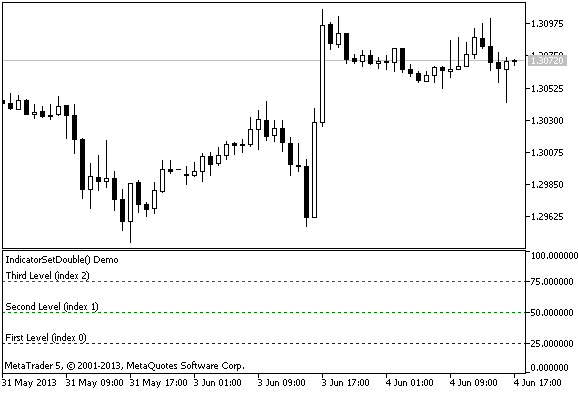 1.30975
1.30750
1.30720
1.30525
1.30300
1.30075
1.29850
1.29625
IndicatorSetDouble() Demo
100.000000
Third Level (index 2)
75.000000
Second Level (index 1)
50.000000
First Level (index 0)
25.000000
MetaTrader 5, © 2001-2013, MetaQuotes Software Corp.
0.000000
31 May 2013 31 May 09:00 31 May 17:00 3 Jun 01:00 3 Jun 09:00 3 Jun 17:00 4 Jun 01:00 4 Jun 09:00 4 Jun 17:00